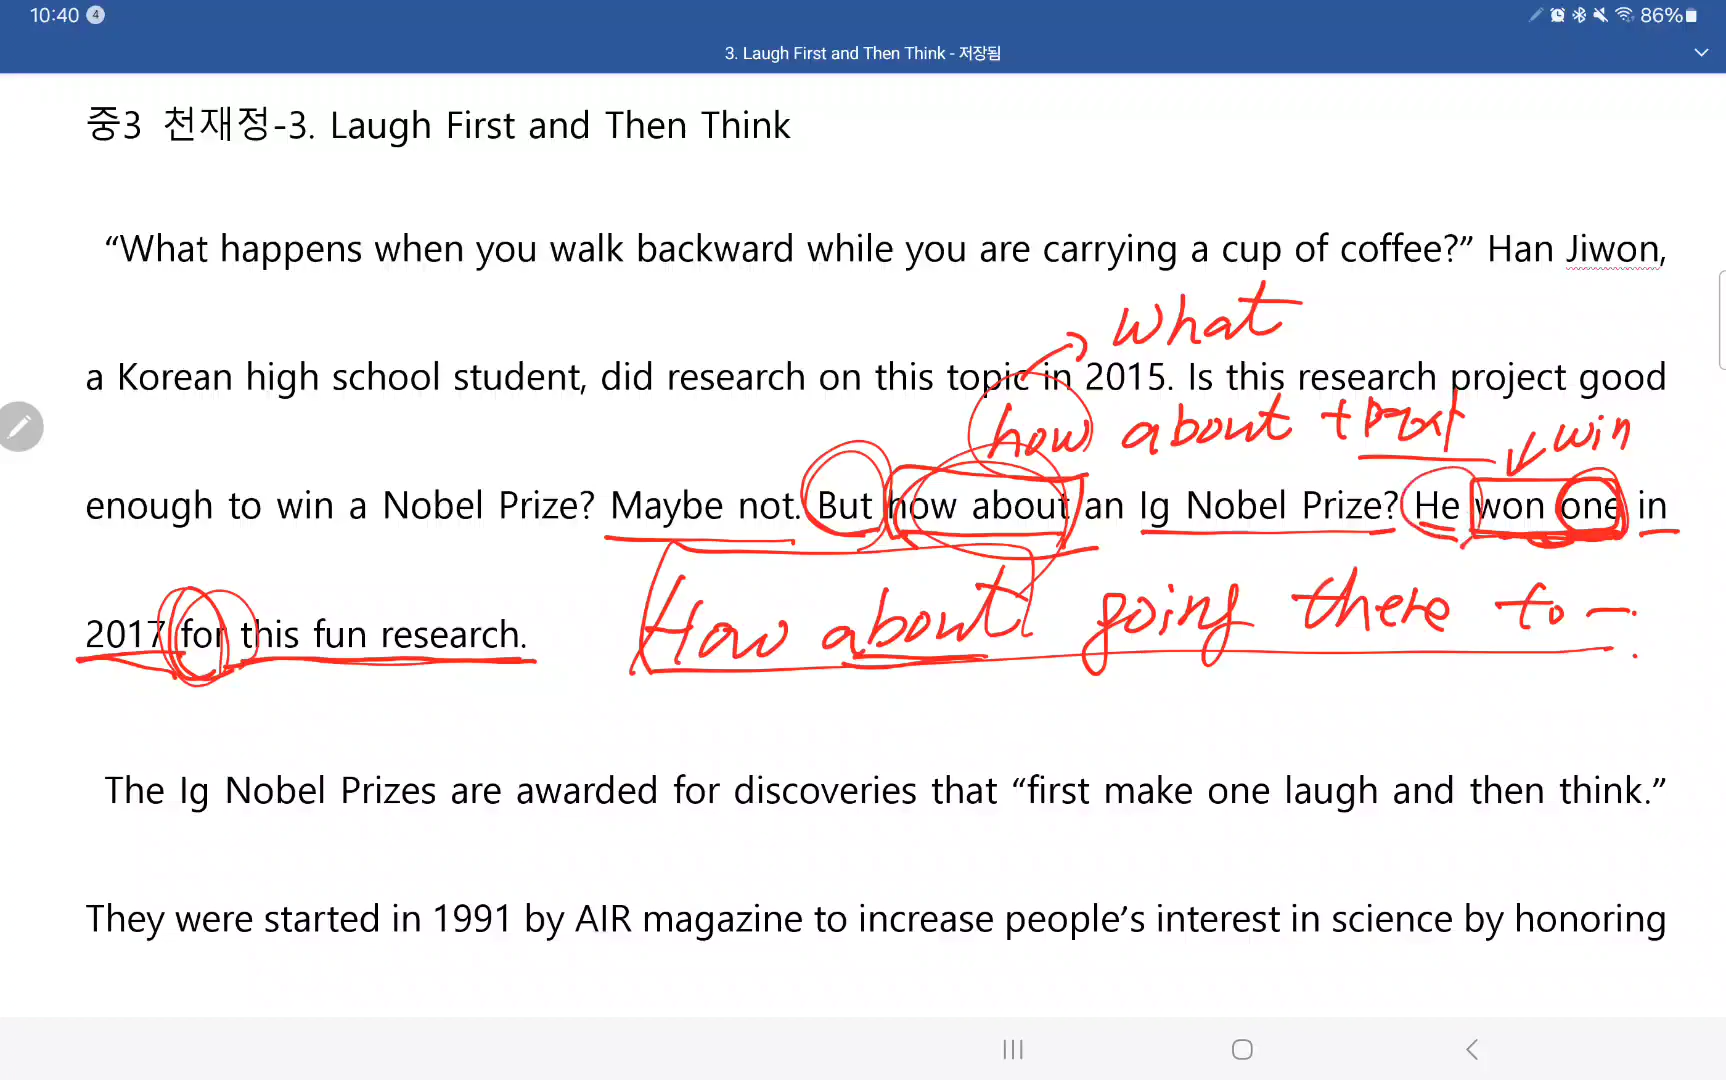 10:40 4 86%
3. Laugh First and Then Think - 저장됨
중3 천재정-3. Laugh First and Then Think
“What happens when you walk backward while you are carrying a cup of coffee?” Han Jiwon,
What
a Korean high school student, did research on this topic in 2015. Is this research project good
how about +
win
enough to win a Nobel Prize? Maybe not. But how about an Ig Nobel Prize? He won one in
2017 for this fun research.
How about going there to ~.
The Ig Nobel Prizes are awarded for discoveries that “first make one laugh and then think.”
They were started in 1991 by AIR magazine to increase people’s interest in science by honoring